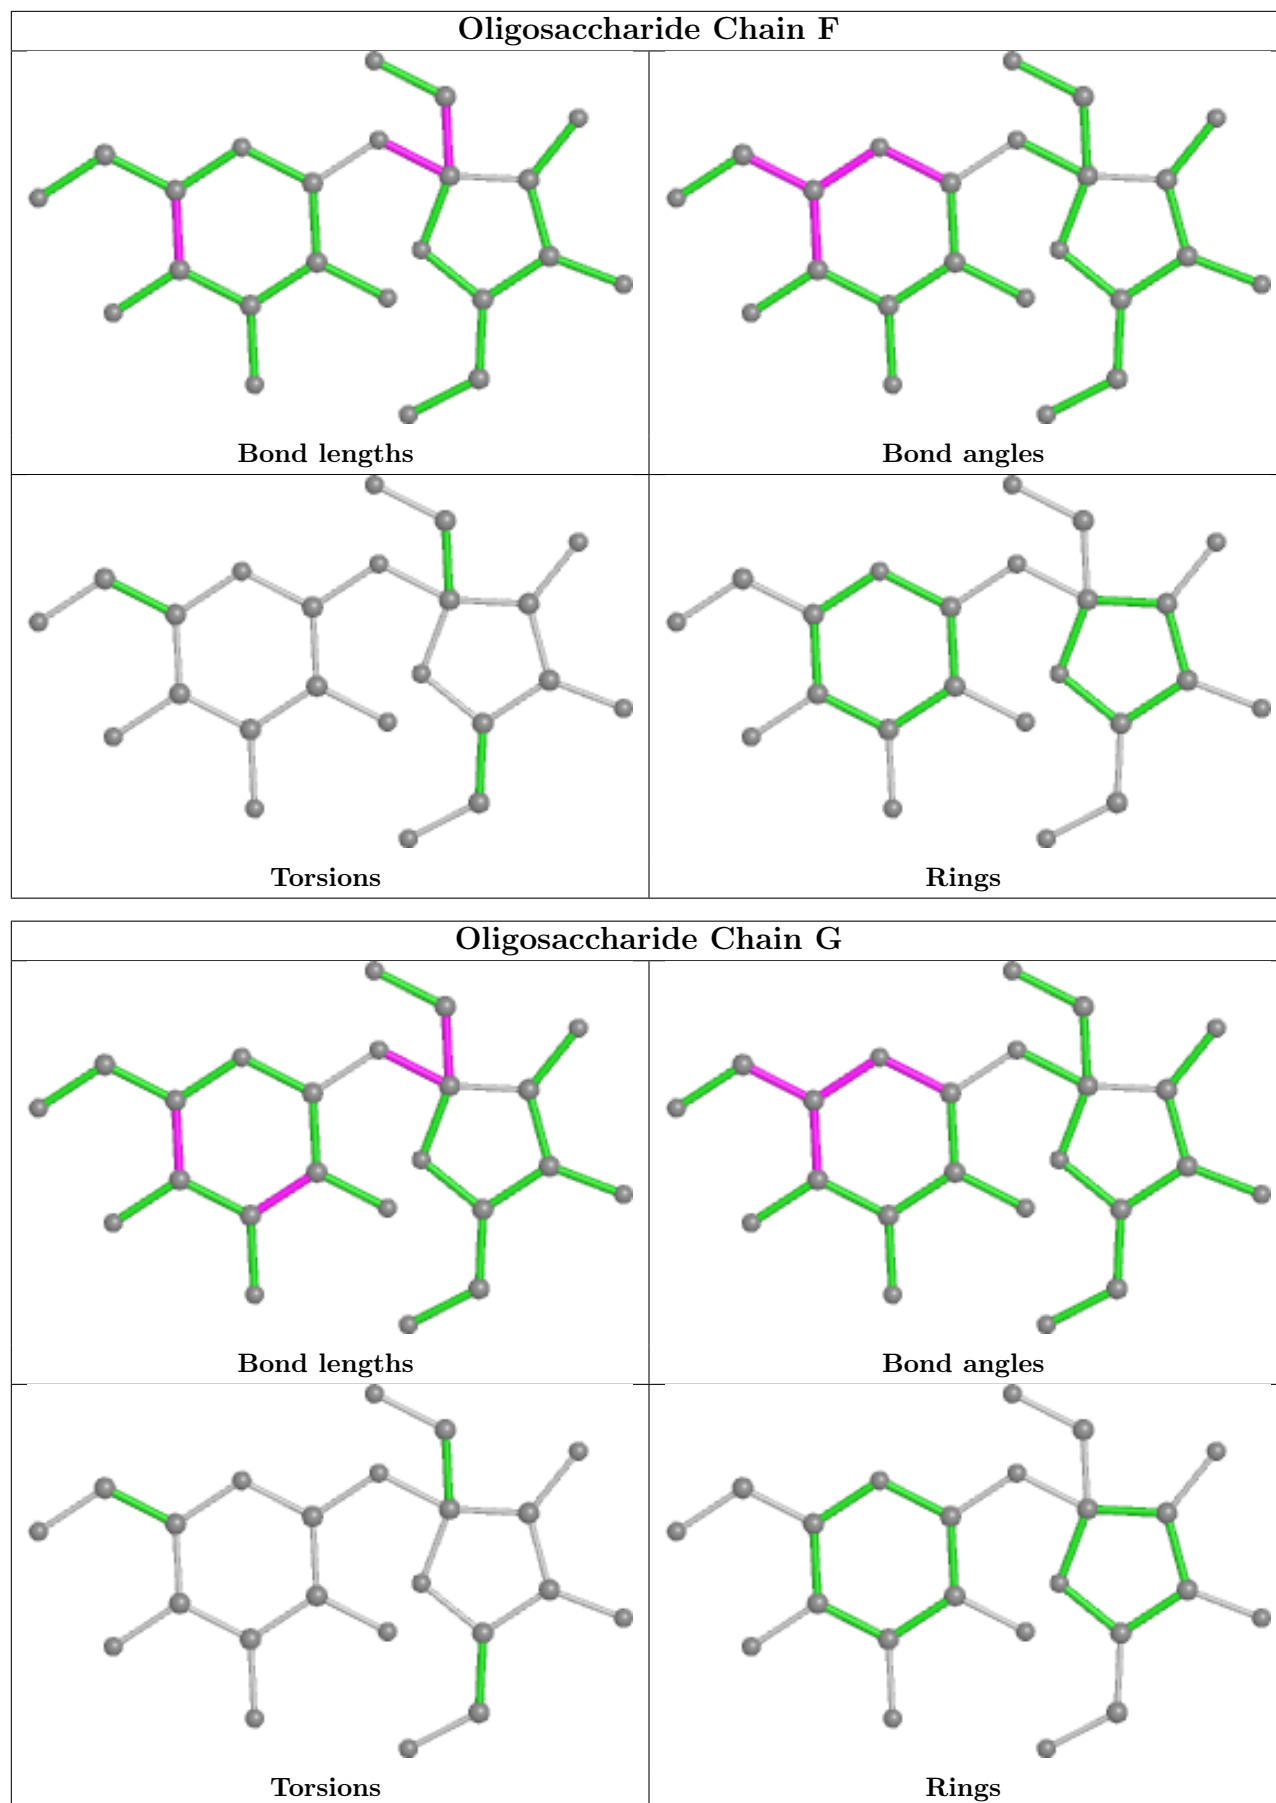 Oligosaccharide Chain F
Bond lengths
Bond angles
Torsions
Rings
Oligosaccharide Chain G
Bond lengths
Bond angles
Torsions
Rings